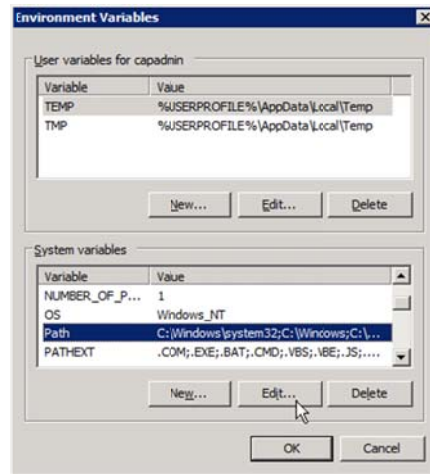 Environment Variables
User variables for capadmin
Variable Value
TEMP %USERPROFILE%\AppData\Local\Temp
TMP %USERPROFILE%\AppData\Local\Temp
New... Edit... Delete
System variables
Variable Value
NUMBER_OF_P... 1
OS Windows_NT
Path C:\Windows\system32;C:\Windows;C:\...
PATHEXT .COM;.EXE;.BAT;.CMD;.VBS;.VBE;.JS;....
New... Edit... Delete
OK Cancel